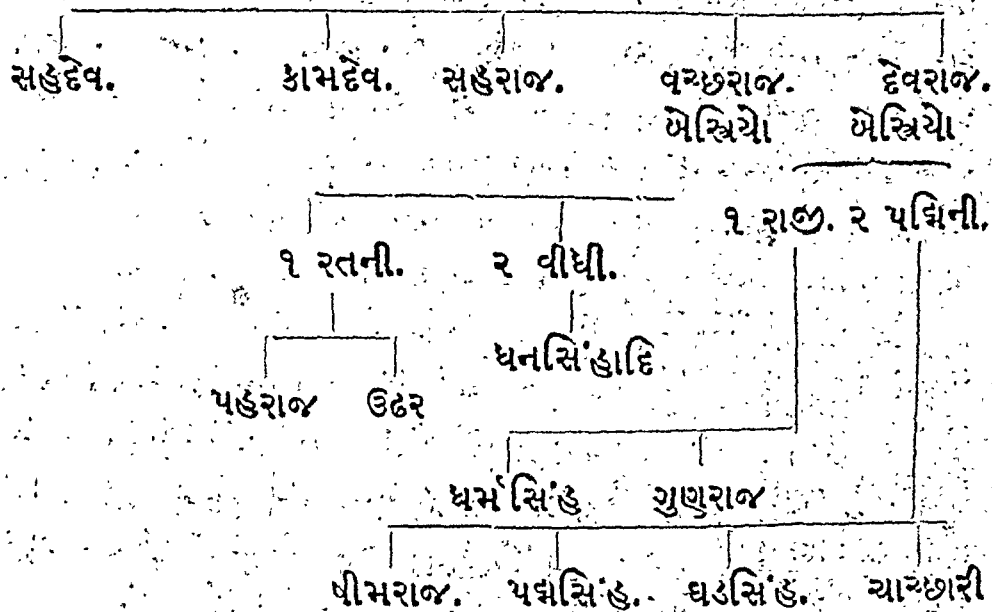 સહદેવ. કામદેવ. સહરાજ. વચ્છરાજ. દેવરાજ.
બેસ્ત્રિયો બેસ્ત્રિયો
૧ રાજી. ૨ પદ્મિની.
૧ રતની. ૨ વીધી.
ધનસિંહાદિ
પહરાજ ઉઢર
ધર્મસિંહ ગુણરાજ
ષીમરાજ. પદ્મસિંહ. ઘડસિંહ. ચાચ્છારી